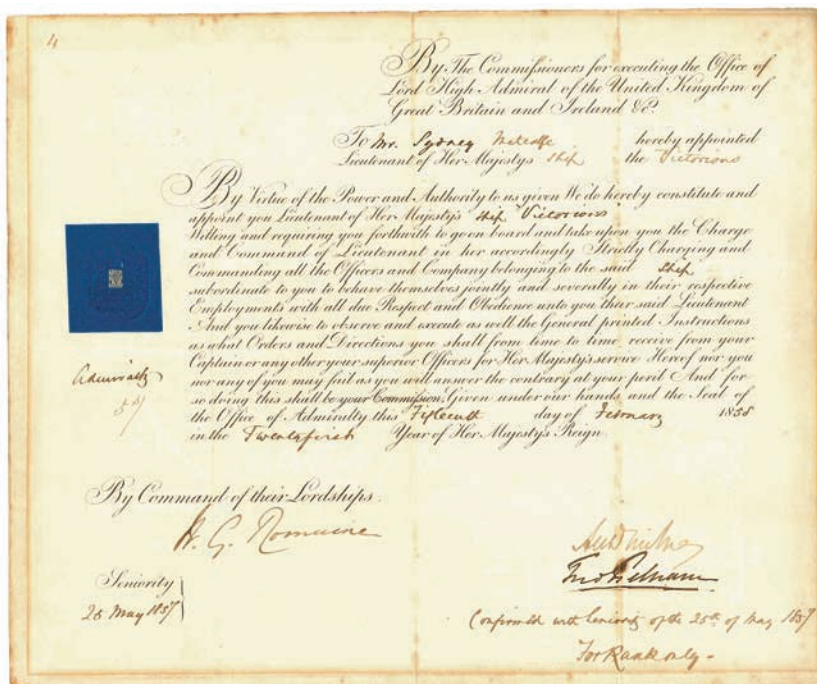 4
By The Commissioners for executing the Office of
Lord High Admiral of the United Kingdom of
Great Britain and Ireland &c.
To Mr. Sydney Metcalfe hereby appointed
Lieutenant of Her Majesty's Ship the Victorious
By Virtue of the Power and Authority to us given We do hereby constitute and
appoint you Lieutenant of Her Majesty's Ship Victorious
Willing and requiring you forthwith to go on board and take upon you the Charge
and Command of Lieutenant in her accordingly Strictly Charging and
Commanding all the Officers and Company belonging to the said Ship
subordinate to you to behave themselves jointly and severally in their respective
Employments with all due Respect and Obedience unto you their said Lieutenant
And you likewise to observe and execute as well the General printed Instructions
as what Orders and Directions you shall from time to time receive from your
Captain or any other your superior Officers for Her Majesty's service Hereof nor you
nor any of you may fail as you will answer the contrary at your peril And for
so doing this shall be your Commission. Given under our hands and the Seal of
the Office of Admiralty this Fifteenth day of February 1858
in the Twenty first Year of Her Majesty's Reign.
Admiralty
5/
By Command of their Lordships.
W. G. Romaine
Fred Pelham
Seniority
25 May 1857
Confirmed with Seniority of the 25th of May 1857
For Rank only.